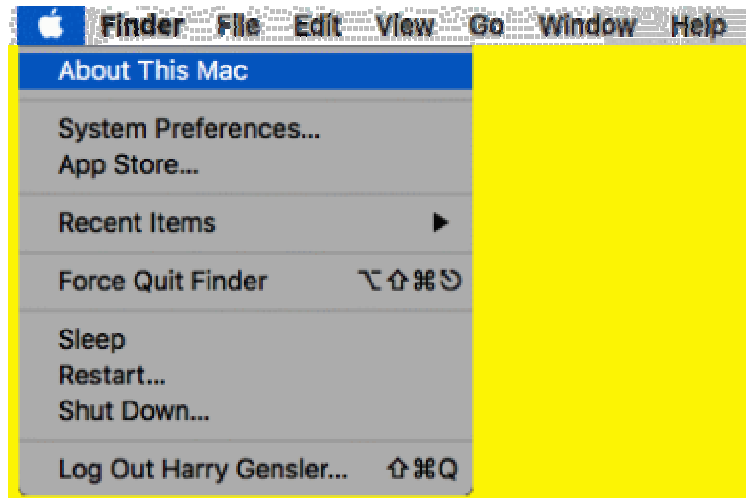 Finder File Edit View Go Window Help
About This Mac
System Preferences...
App Store...
Recent Items ▶
Force Quit Finder ⌥⇧⌘⎋
Sleep
Restart...
Shut Down...
Log Out Harry Gensler... ⇧⌘Q